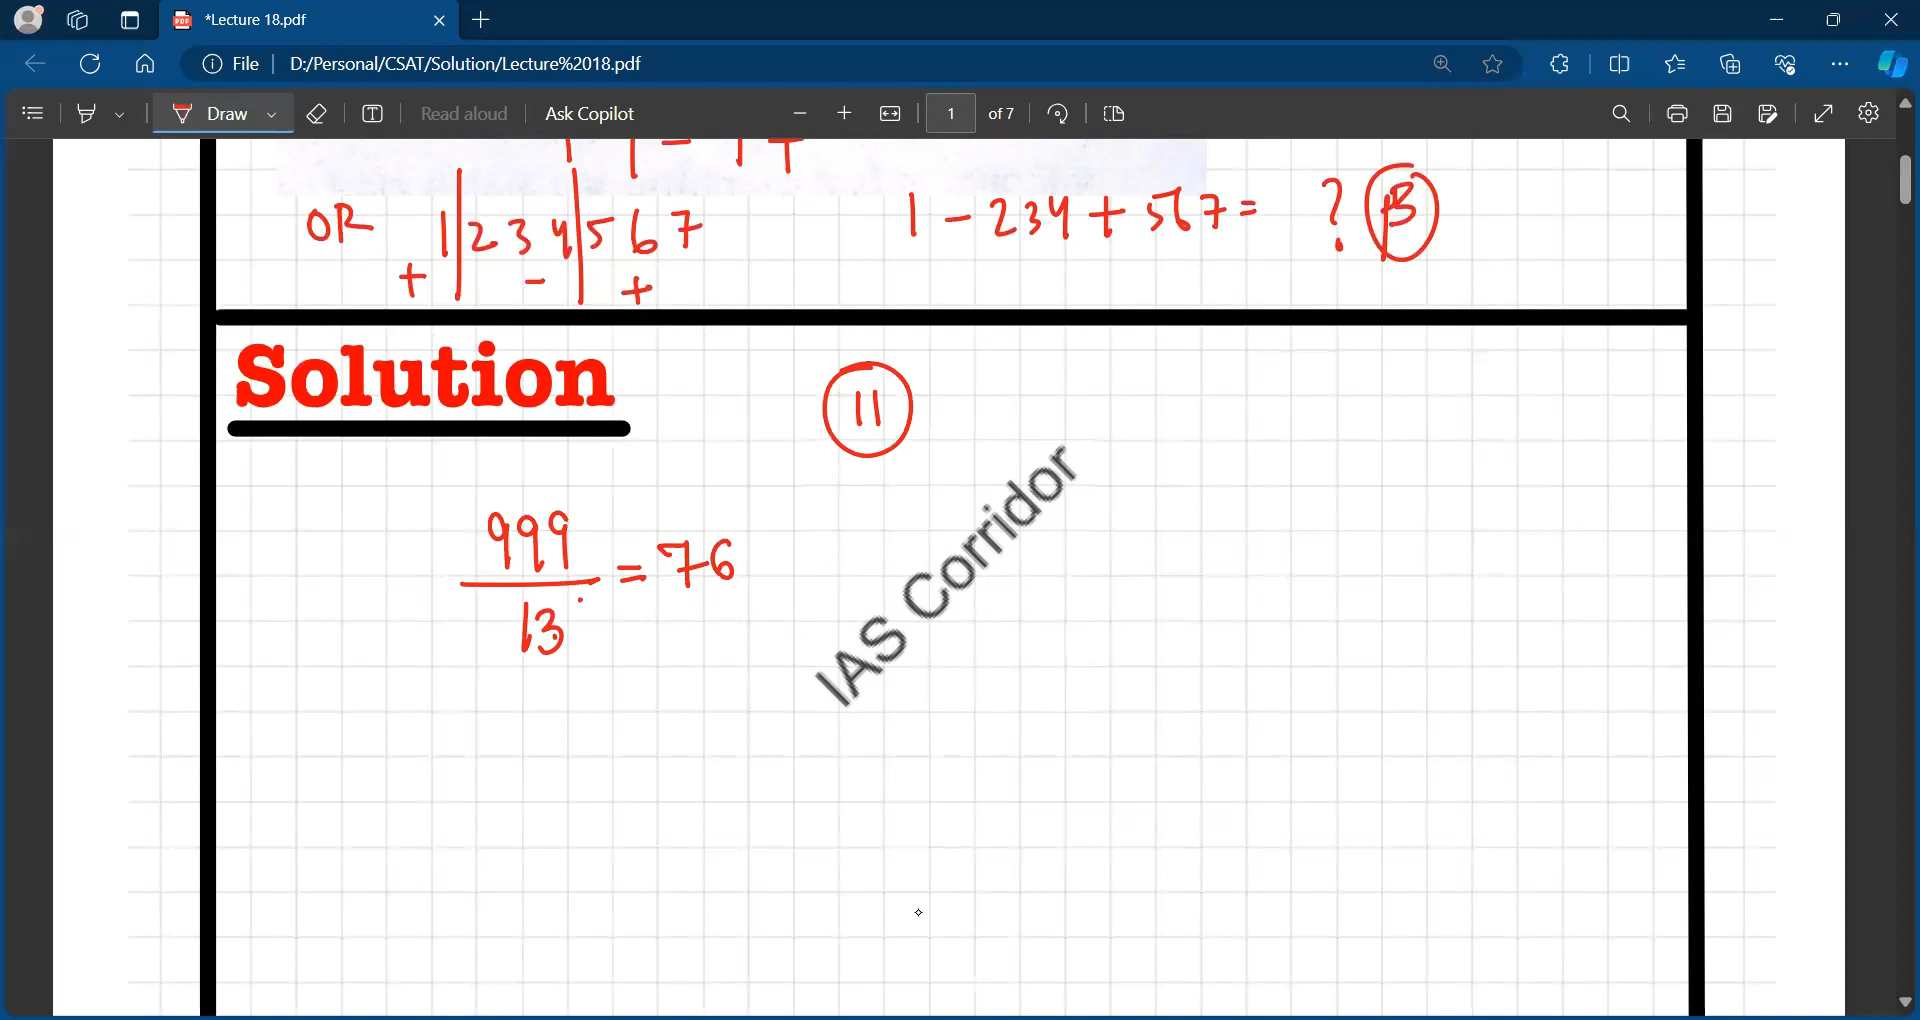 *Lecture 18.pdf
File D:/Personal/CSAT/Solution/Lecture%2018.pdf
Draw Read aloud Ask Copilot 1 of 7
OR 1|234|567 1 - 234 + 567 = ? 13
+ - +
Solution
11
999/13 = 76
IAS Corridor